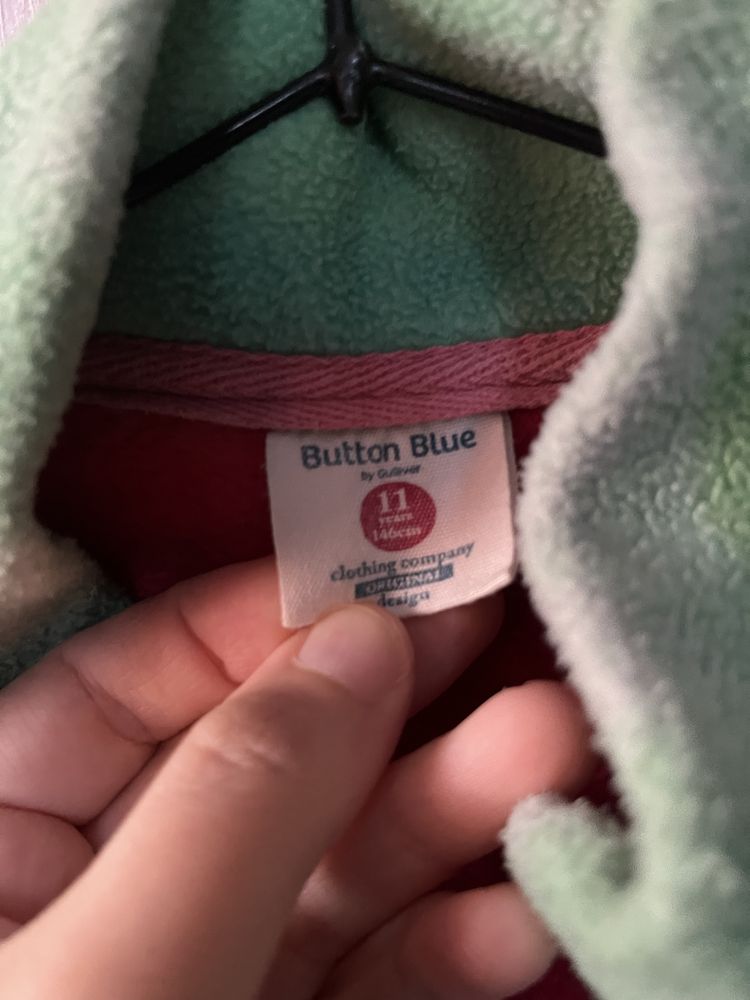 Button Blue
by Gulliver
11
years
146cm
clothing company
ORIGINAL
design